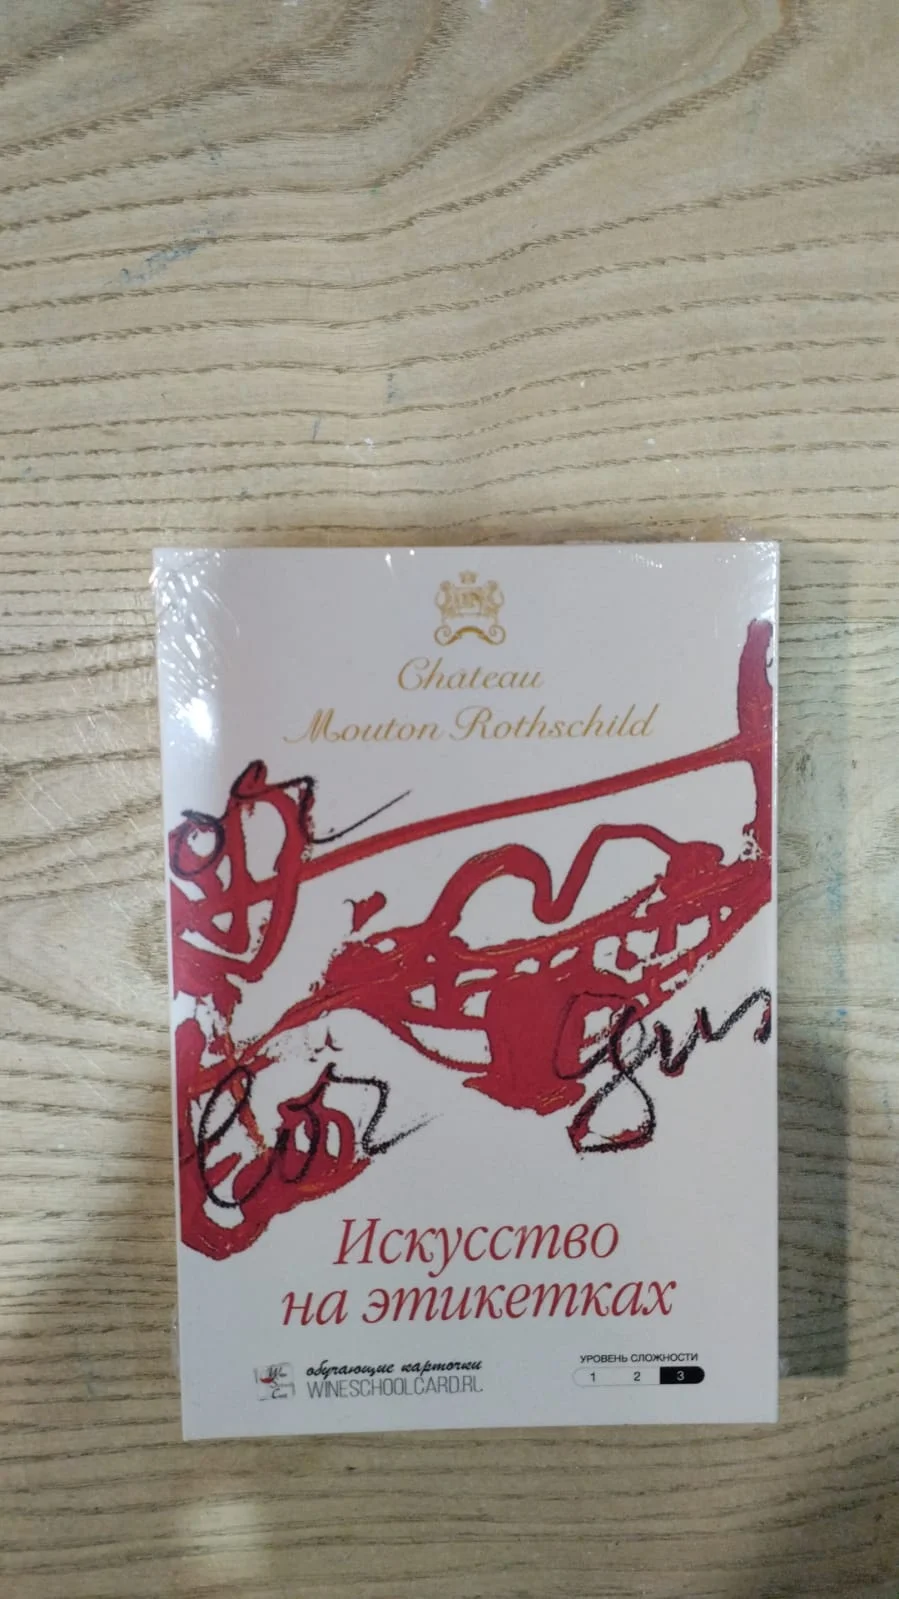 Château
Mouton Rothschild
Искусство
на этикетках
обучающие карточки
WINESCHOOLCARD.RU
УРОВЕНЬ СЛОЖНОСТИ
1 2 3